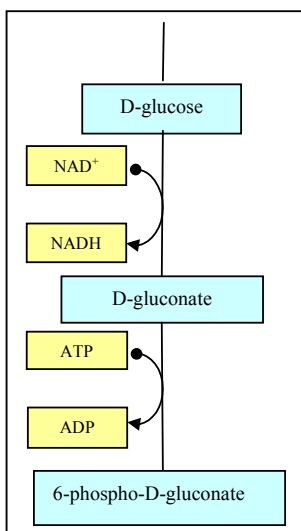 D-glucose
NAD⁺
NADH
D-gluconate
ATP
ADP
6-phospho-D-gluconate